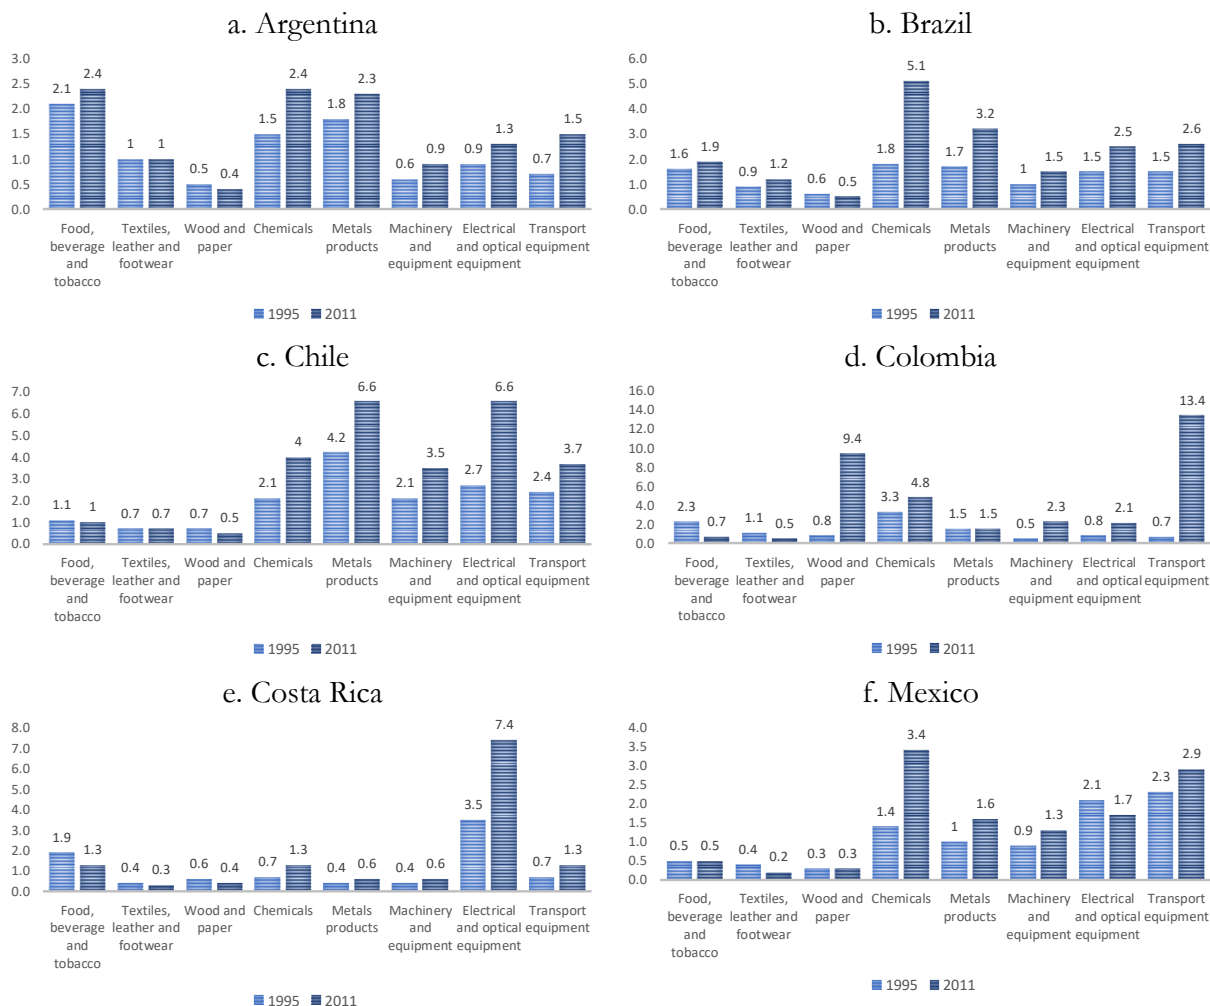 a. Argentina
3.0
2.5
2.0
1.5
1.0
0.5
0.0
2.1 2.4 1 1 0.5 0.4 1.5 2.4 1.8 2.3 0.6 0.9 0.9 1.3 0.7 1.5
Food, Textiles, Wood and Chemicals Metals Machinery Electrical Transport
beverage leather and paper products and and optical equipment
and footwear equipment equipment
tobacco
1995 2011
b. Brazil
6.0
5.0
4.0
3.0
2.0
1.0
0.0
1.6 1.9 0.9 1.2 0.6 0.5 1.8 5.1 1.7 3.2 1 1.5 1.5 2.5 1.5 2.6
Food, Textiles, Wood and Chemicals Metals Machinery Electrical Transport
beverage leather and paper products and and optical equipment
and footwear equipment equipment
tobacco
1995 2011
c. Chile
7.0
6.0
5.0
4.0
3.0
2.0
1.0
0.0
1.1 1 0.7 0.7 0.7 0.5 2.1 4 4.2 6.6 2.1 3.5 2.7 6.6 2.4 3.7
Food, Textiles, Wood and Chemicals Metals Machinery Electrical Transport
beverage leather and paper products and and optical equipment
and footwear equipment equipment
tobacco
1995 2011
d. Colombia
16.0
14.0
12.0
10.0
8.0
6.0
4.0
2.0
0.0
2.3 0.7 1.1 0.5 0.8 9.4 3.3 4.8 1.5 1.5 0.5 2.3 0.8 2.1 0.7 13.4
Food, Textiles, Wood and Chemicals Metals Machinery Electrical Transport
beverage leather and paper products and and optical equipment
and footwear equipment equipment
tobacco
1995 2011
e. Costa Rica
8.0
7.0
6.0
5.0
4.0
3.0
2.0
1.0
0.0
1.9 1.3 0.4 0.3 0.6 0.4 0.7 1.3 0.4 0.6 0.4 0.6 3.5 7.4 0.7 1.3
Food, Textiles, Wood and Chemicals Metals Machinery Electrical Transport
beverage leather and paper products and and optical equipment
and footwear equipment equipment
tobacco
1995 2011
f. Mexico
4.0
3.5
3.0
2.5
2.0
1.5
1.0
0.5
0.0
0.5 0.5 0.4 0.2 0.3 0.3 1.4 3.4 1 1.6 0.9 1.3 2.1 1.7 2.3 2.9
Food, Textiles, Wood and Chemicals Metals Machinery Electrical Transport
beverage leather and paper products and and optical equipment
and footwear equipment equipment
tobacco
1995 2011